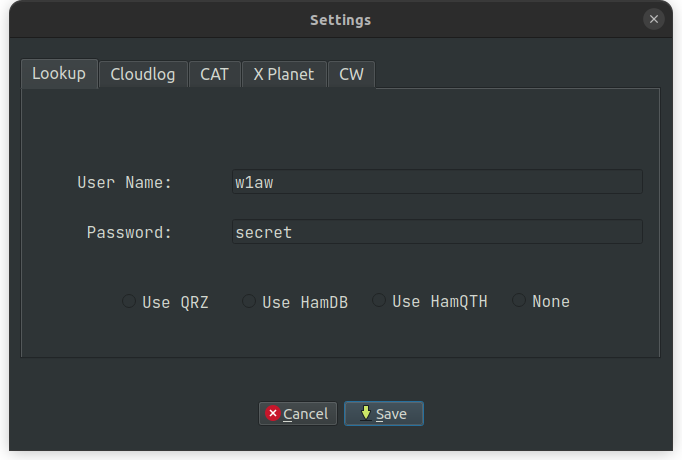 Settings
Lookup Cloudlog CAT X Planet CW
User Name: w1aw
Password: secret
Use QRZ Use HamDB Use HamQTH None
Cancel Save